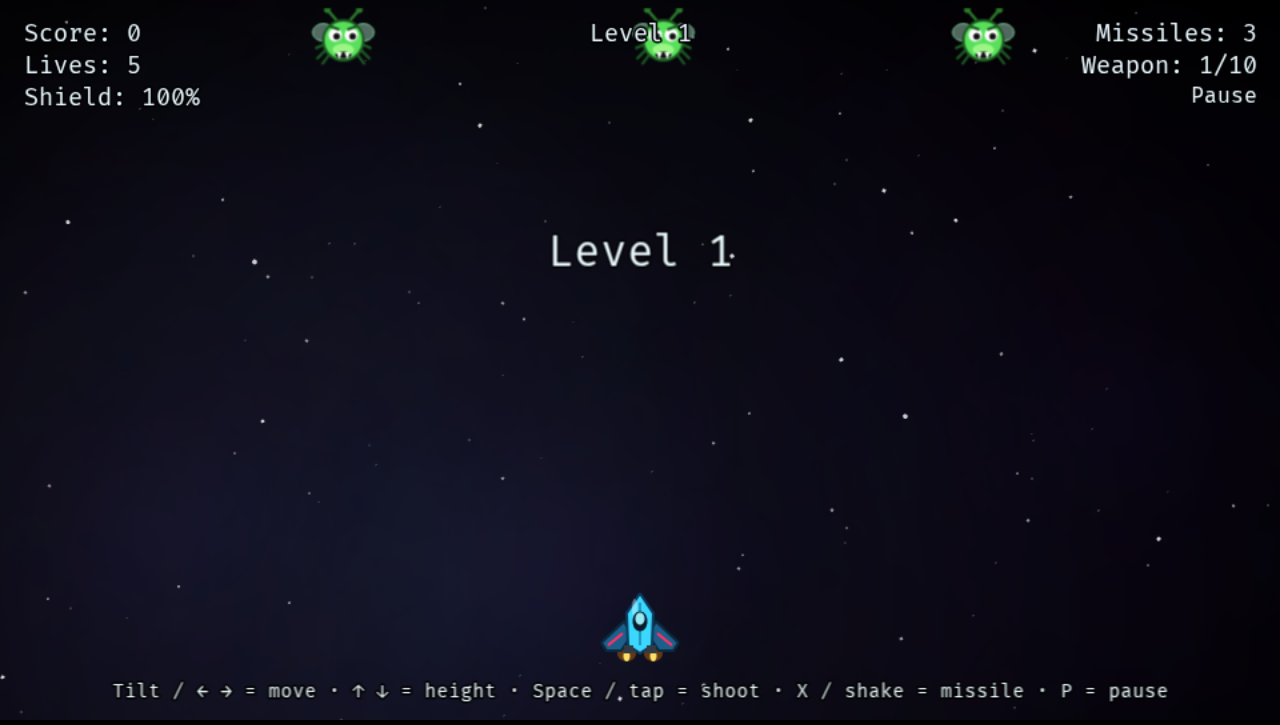 Score: 0
Lives: 5
Shield: 100%
Level 1
Missiles: 3
Weapon: 1/10
Pause
Level 1
Tilt / ← → = move · ↑ ↓ = height · Space / tap = shoot · X / shake = missile · P = pause